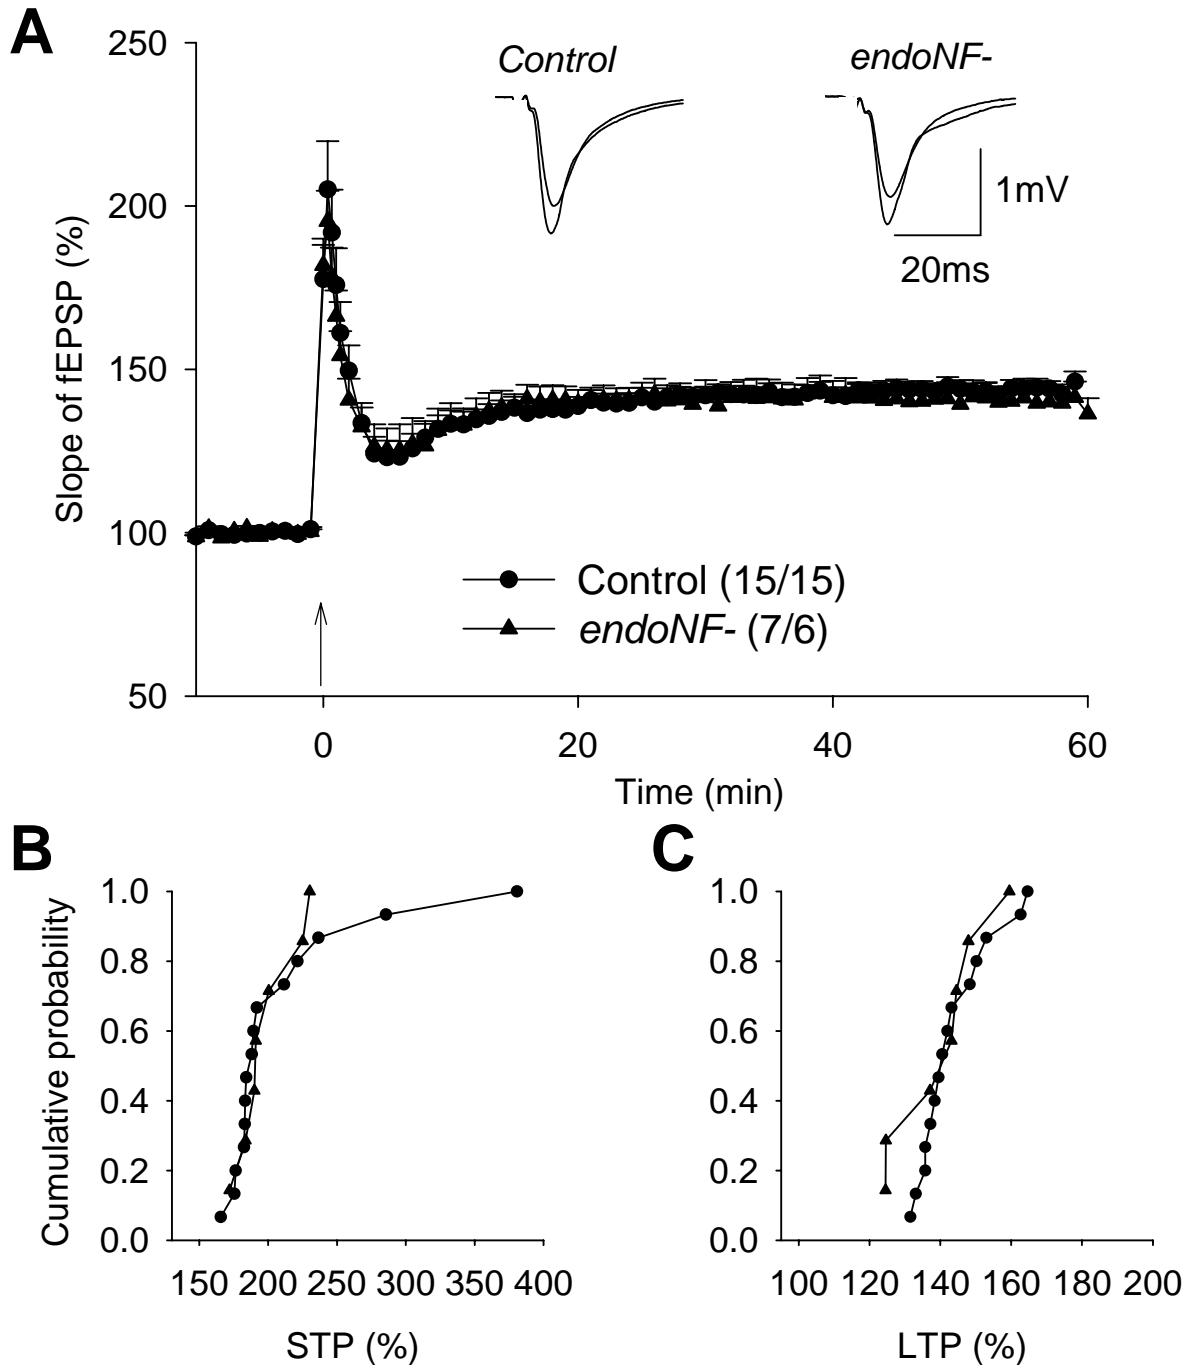 A
250
200
150
100
50
Slope of fEPSP (%)
Control
endoNF-
1mV
20ms
Control (15/15)
endoNF- (7/6)
0 20 40 60
Time (min)
B
1.0
0.8
0.6
0.4
0.2
0.0
Cumulative probability
150 200 250 300 350 400
STP (%)
C
1.0
0.8
0.6
0.4
0.2
0.0
100 120 140 160 180 200
LTP (%)